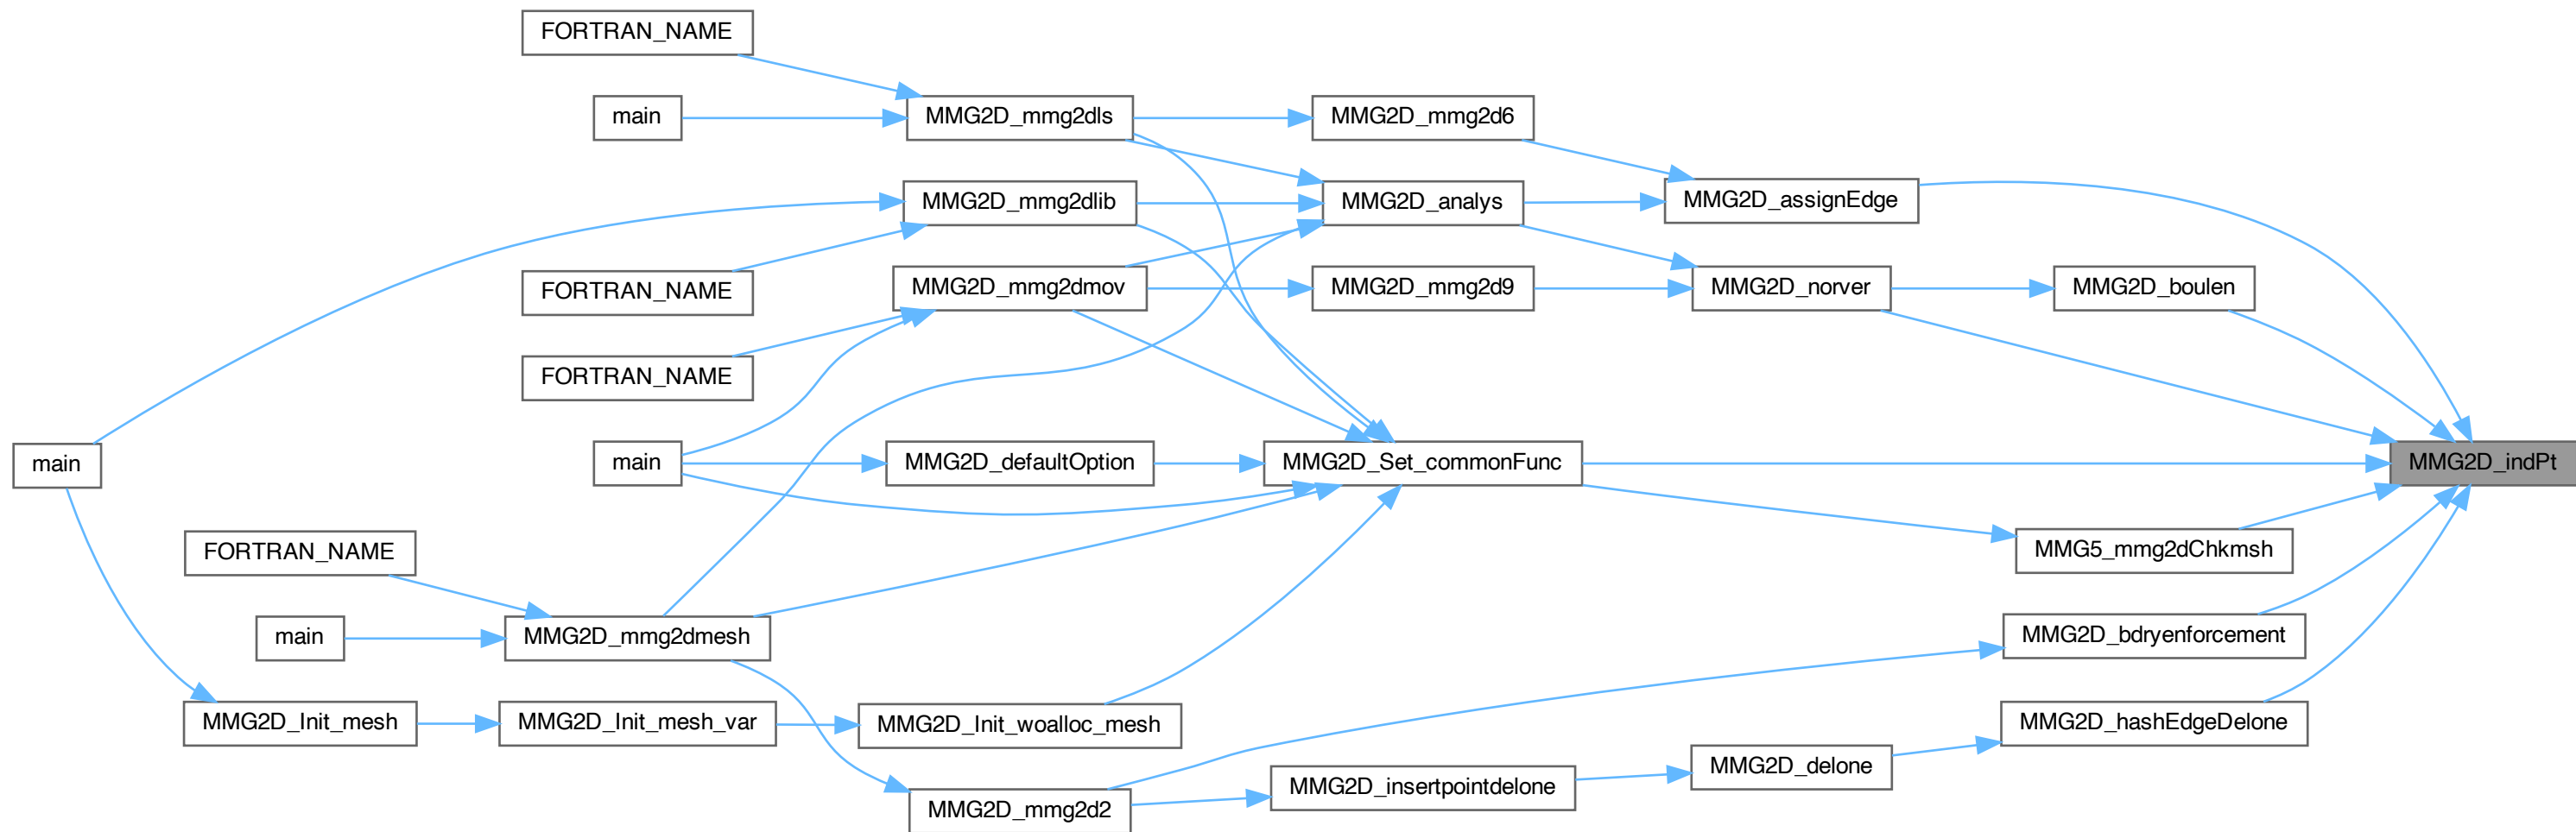 FORTRAN_NAME
main
MMG2D_mmg2dls
MMG2D_mmg2d6
MMG2D_mmg2dlib
MMG2D_analys
MMG2D_assignEdge
FORTRAN_NAME
MMG2D_mmg2dmov
MMG2D_mmg2d9
MMG2D_norver
MMG2D_boulen
FORTRAN_NAME
main
main
MMG2D_defaultOption
MMG2D_Set_commonFunc
MMG2D_indPt
FORTRAN_NAME
MMG5_mmg2dChkmsh
main
MMG2D_mmg2dmesh
MMG2D_bdryenforcement
MMG2D_Init_mesh
MMG2D_Init_mesh_var
MMG2D_Init_woalloc_mesh
MMG2D_hashEdgeDelone
MMG2D_delone
MMG2D_insertpointdelone
MMG2D_mmg2d2